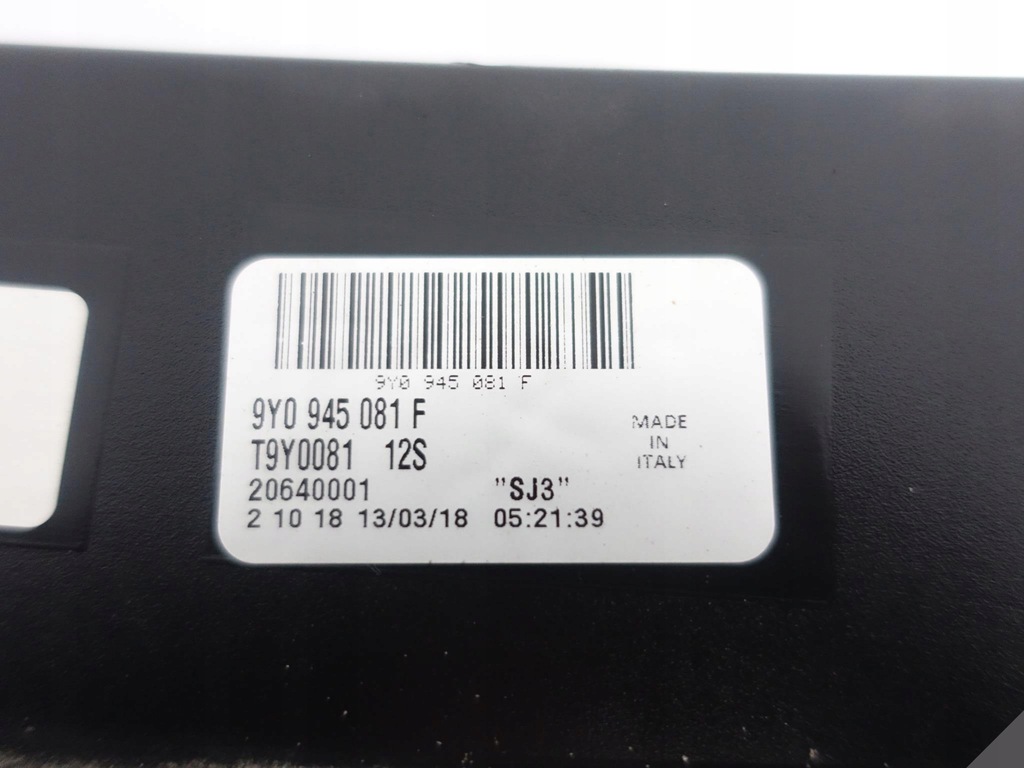 9Y0 945 081 F
9Y0 945 081 F
T9Y0081 12S
20640001 "SJ3"
2 10 18 13/03/18 05:21:39
MADE
IN
ITALY